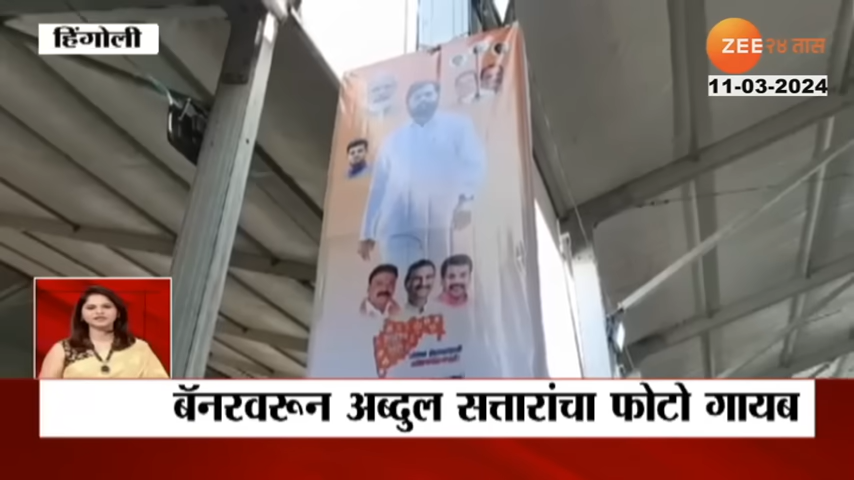 हिंगोली
ZEE २४ तास
11-03-2024
बॅनरवरून अब्दुल सत्तारांचा फोटो गायब